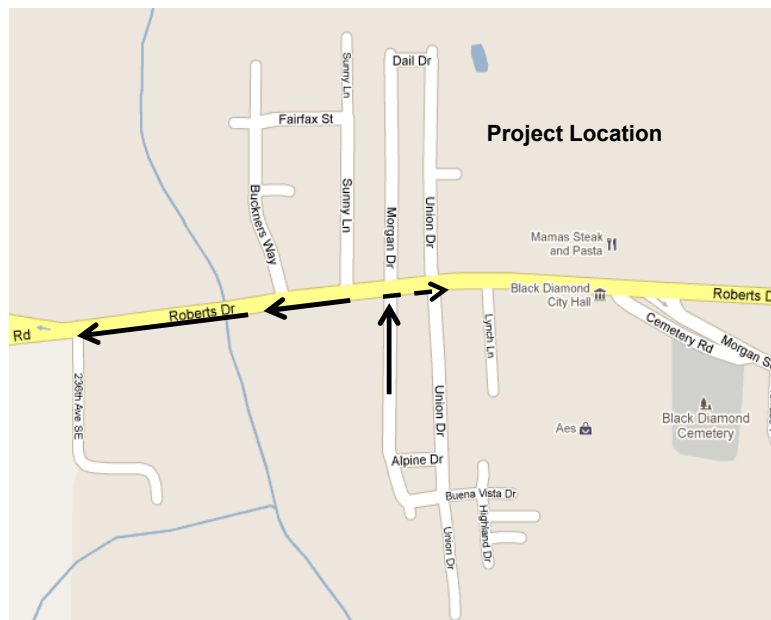 Dail Dr
Sunny Ln
Project Location
Fairfax St
Sunny Ln
Buckners Way
Morgan Dr
Union Dr
Mamas Steak
and Pasta
Black Diamond
City Hall
Roberts D
Roberts Dr
Rd
Lynch Ln
Cemetery Rd
Morgan S
236th Ave SE
Union Dr
Black Diamond
Cemetery
Aes
Alpine Dr
Buena Vista Dr
Highland Dr
Union Dr